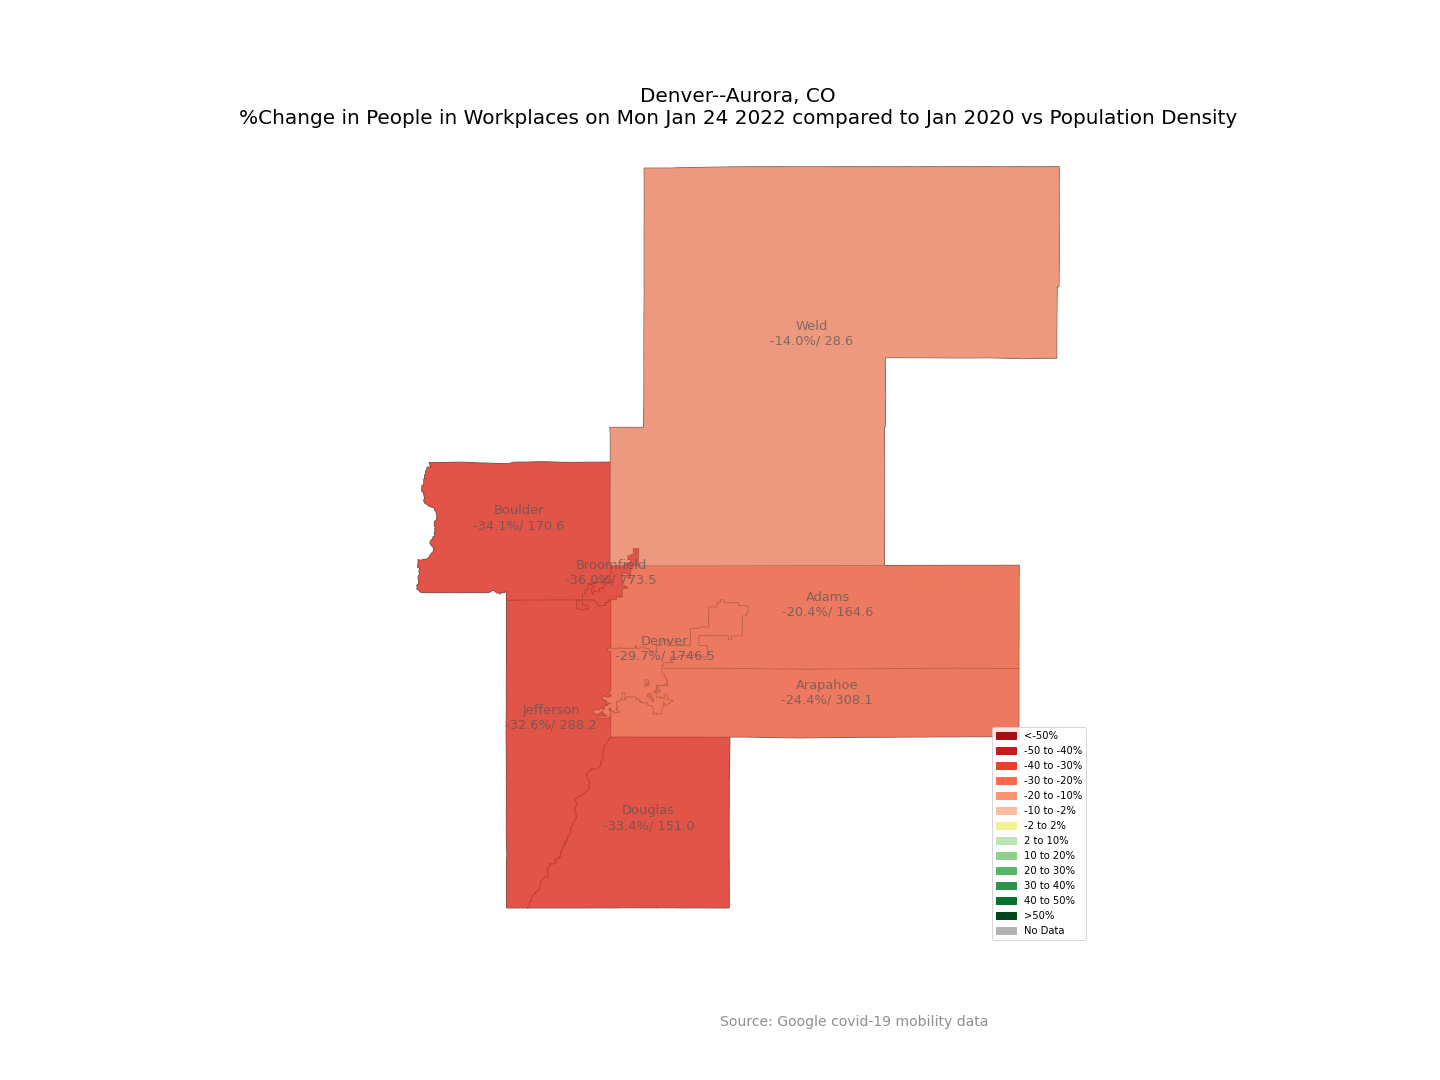 Denver--Aurora, CO
%Change in People in Workplaces on Mon Jan 24 2022 compared to Jan 2020 vs Population Density
Weld
-14.0%/ 28.6
Boulder
-34.1%/ 170.6
Broomfield
-36.0%/ 773.5
Adams
-20.4%/ 164.6
Denver
-29.7%/ 1746.5
Arapahoe
-24.4%/ 308.1
Jefferson
-32.6%/ 288.2
Douglas
-33.4%/ 151.0
<-50%
-50 to -40%
-40 to -30%
-30 to -20%
-20 to -10%
-10 to -2%
-2 to 2%
2 to 10%
10 to 20%
20 to 30%
30 to 40%
40 to 50%
>50%
No Data
Source: Google covid-19 mobility data